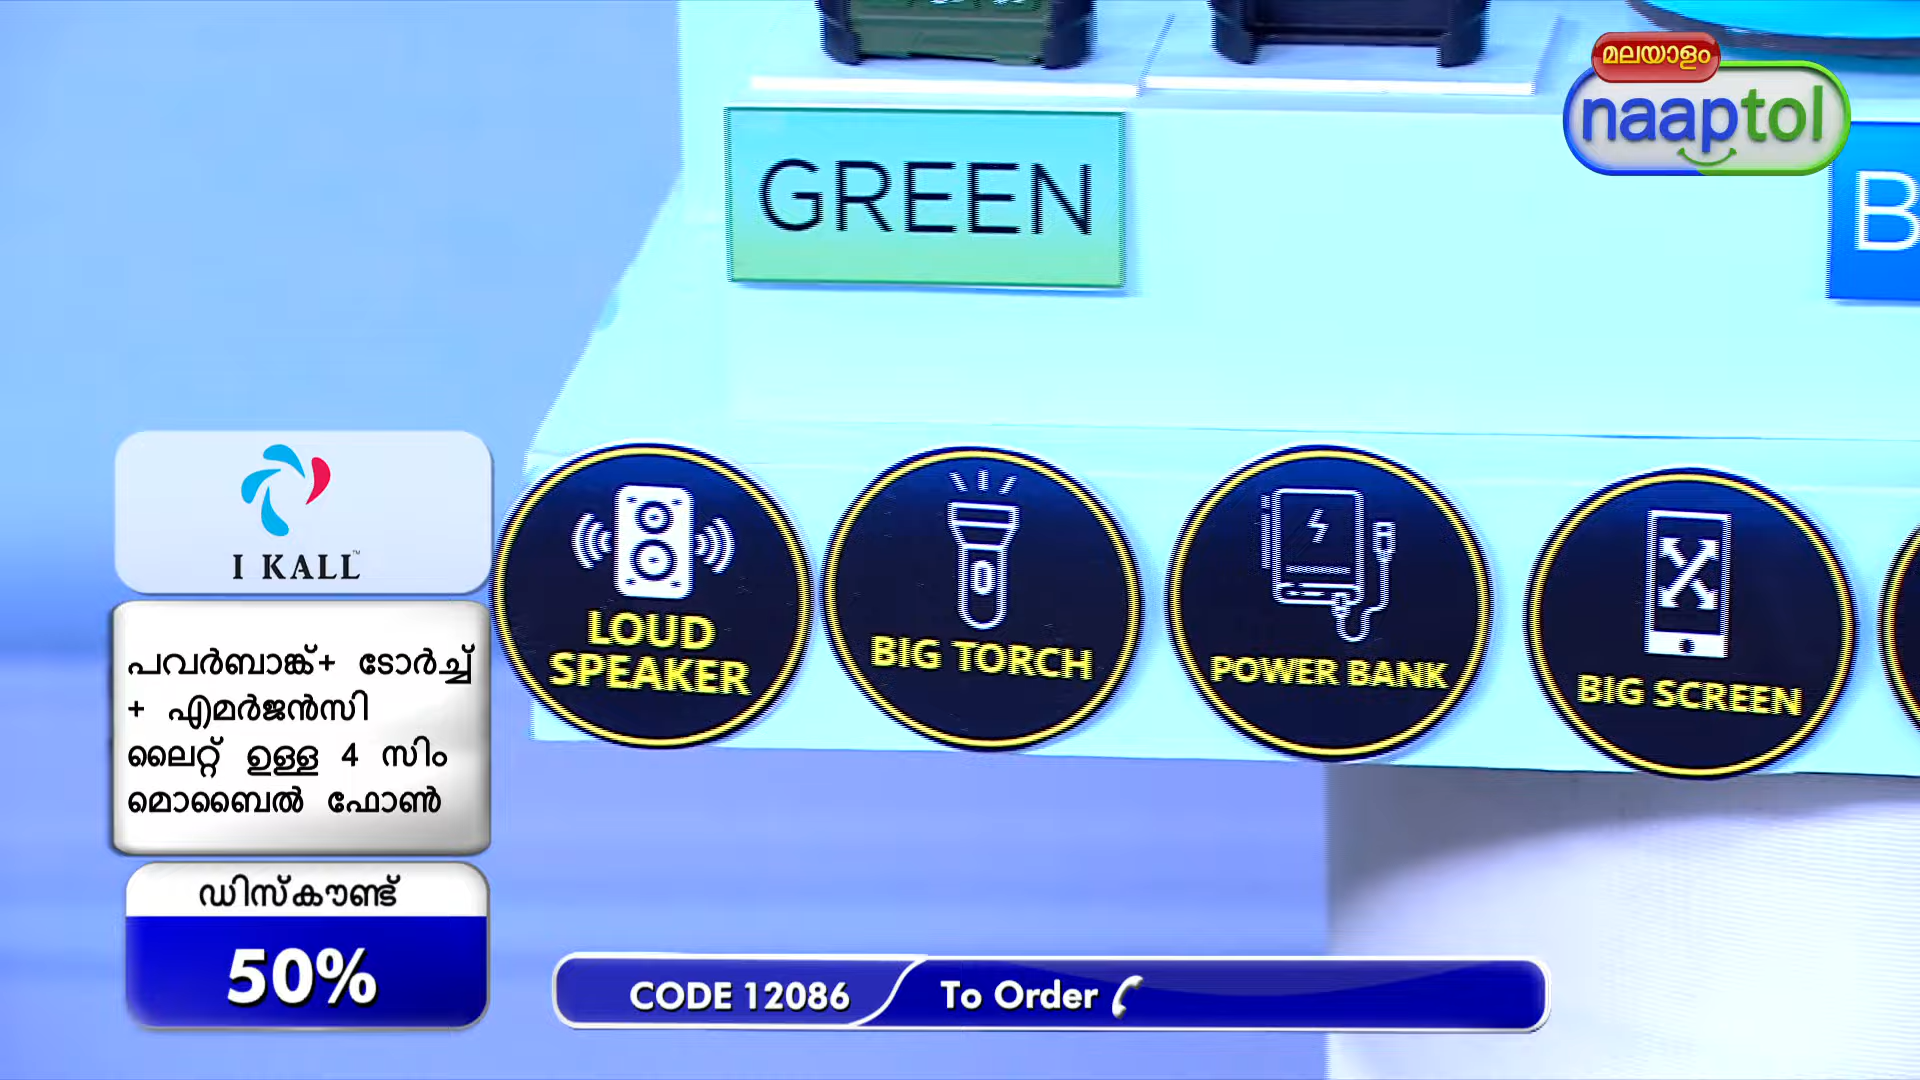 മലയാളം
naaptol
GREEN
B
I KALL™
പവർബാങ്ക്+ ടോർച്ച്
+ എമർജൻസി
ലൈറ്റ് ഉള്ള 4 സിം
മൊബൈൽ ഫോൺ
ഡിസ്കൗണ്ട്
50%
LOUD
SPEAKER
BIG TORCH
POWER BANK
BIG SCREEN
CODE 12086 To Order